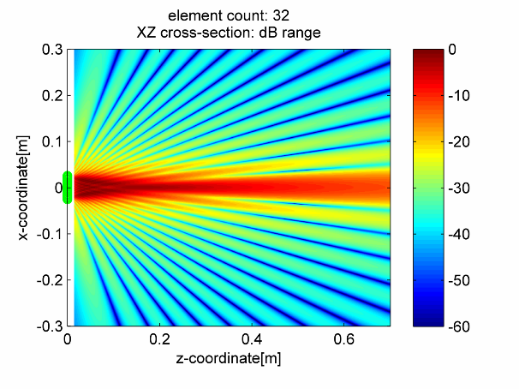 element count: 32
XZ cross-section: dB range
0.3
0.2
0.1
0
-0.1
-0.2
-0.3
x-coordinate[m]
0 0.2 0.4 0.6
z-coordinate[m]
0
-10
-20
-30
-40
-50
-60